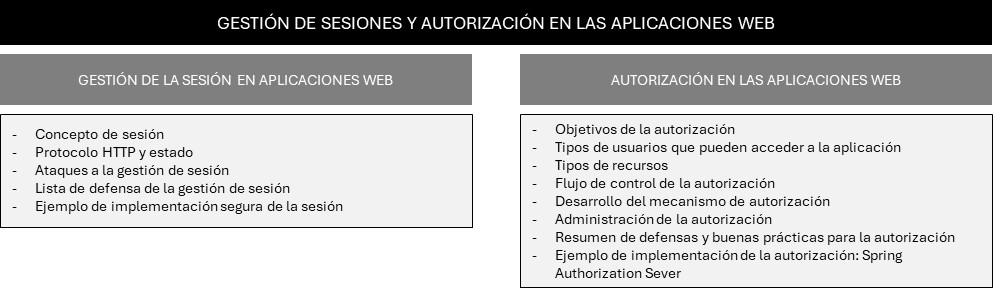 GESTIÓN DE SESIONES Y AUTORIZACIÓN EN LAS APLICACIONES WEB
GESTIÓN DE LA SESIÓN EN APLICACIONES WEB
- Concepto de sesión
- Protocolo HTTP y estado
- Ataques a la gestión de sesión
- Lista de defensa de la gestión de sesión
- Ejemplo de implementación segura de la sesión
AUTORIZACIÓN EN LAS APLICACIONES WEB
- Objetivos de la autorización
- Tipos de usuarios que pueden acceder a la aplicación
- Tipos de recursos
- Flujo de control de la autorización
- Desarrollo del mecanismo de autorización
- Administración de la autorización
- Resumen de defensas y buenas prácticas para la autorización
- Ejemplo de implementación de la autorización: Spring
Authorization Sever